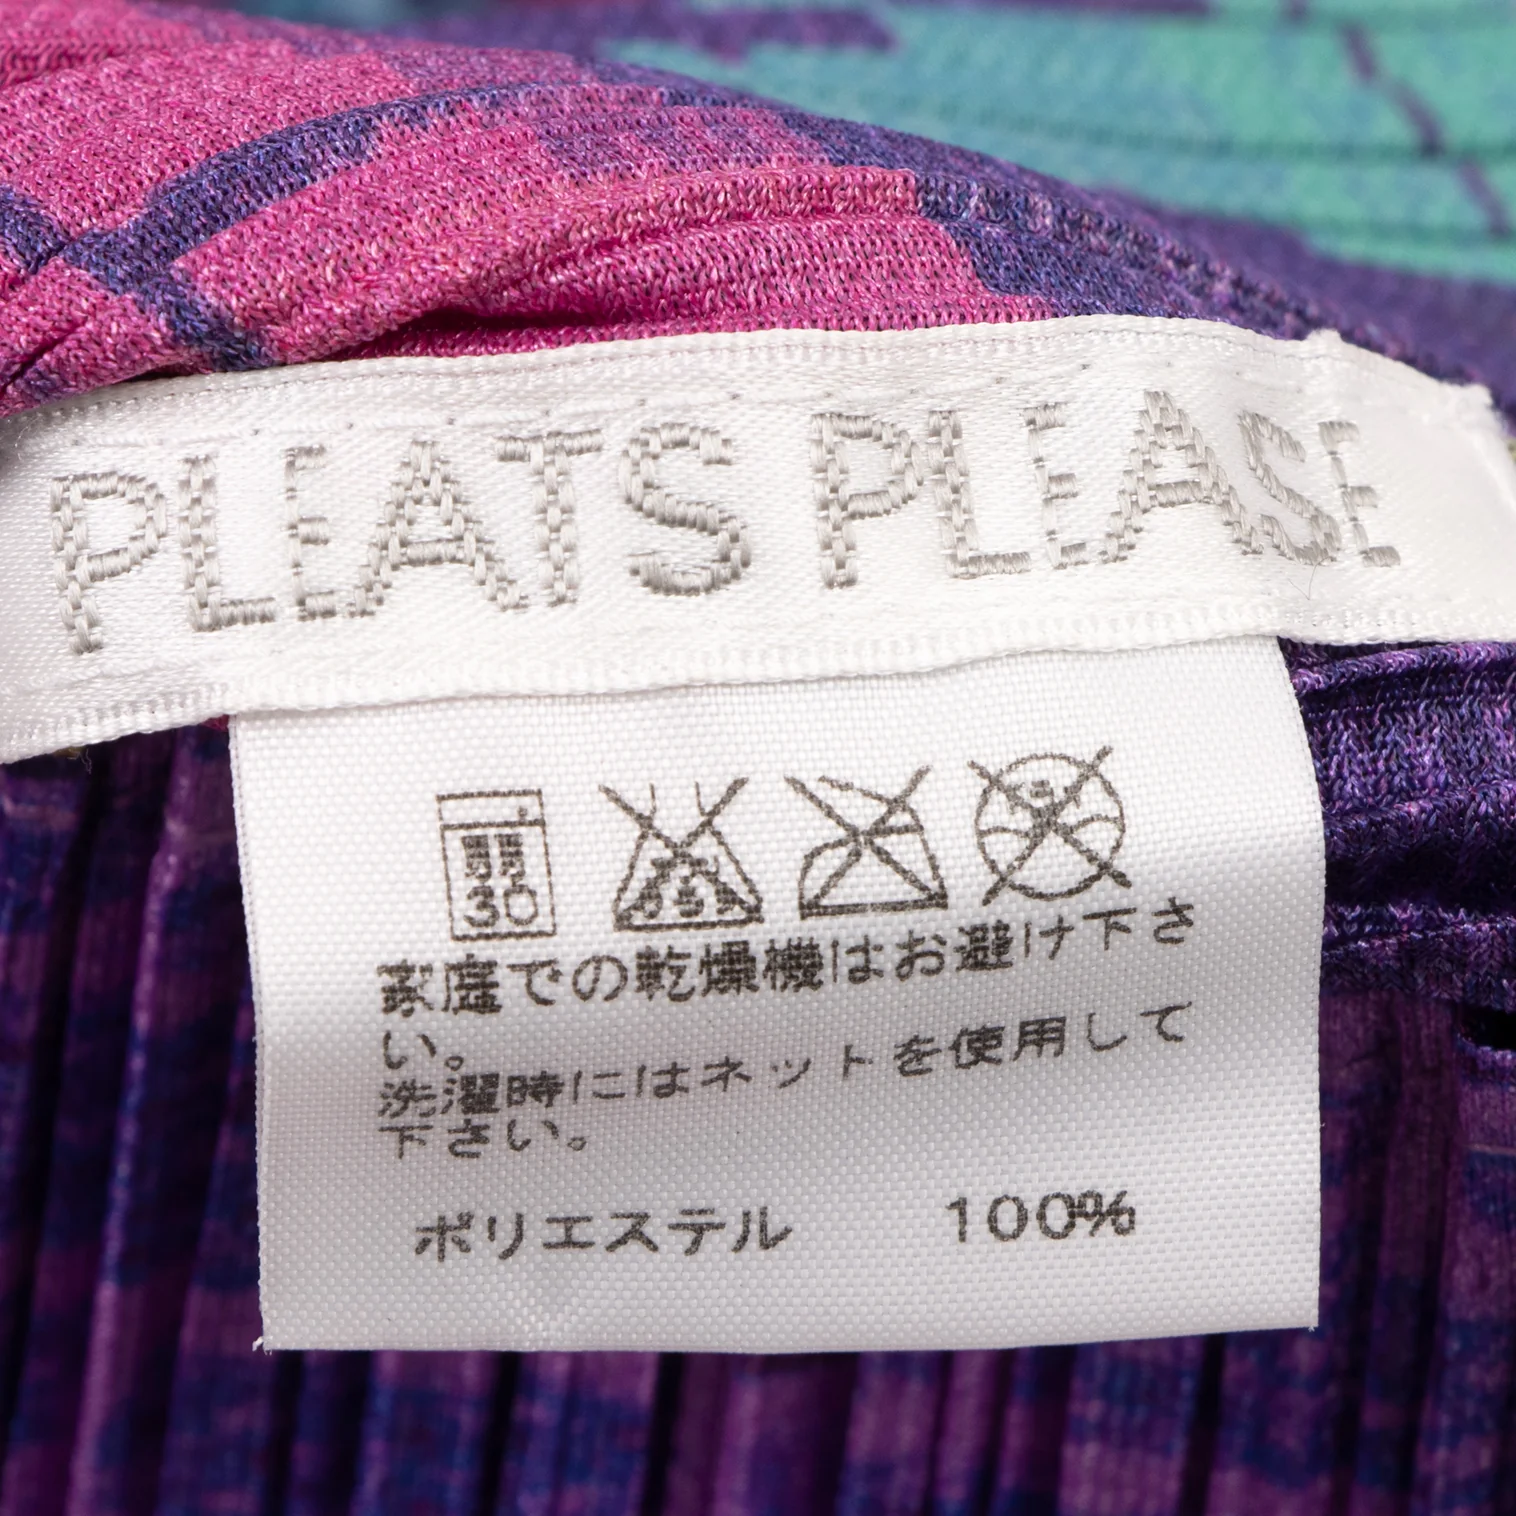 PLEATS PLEASE
30
家庭での乾燥機はお避け下さ
い。
洗濯時にはネットを使用して
下さい。
ポリエステル 100%